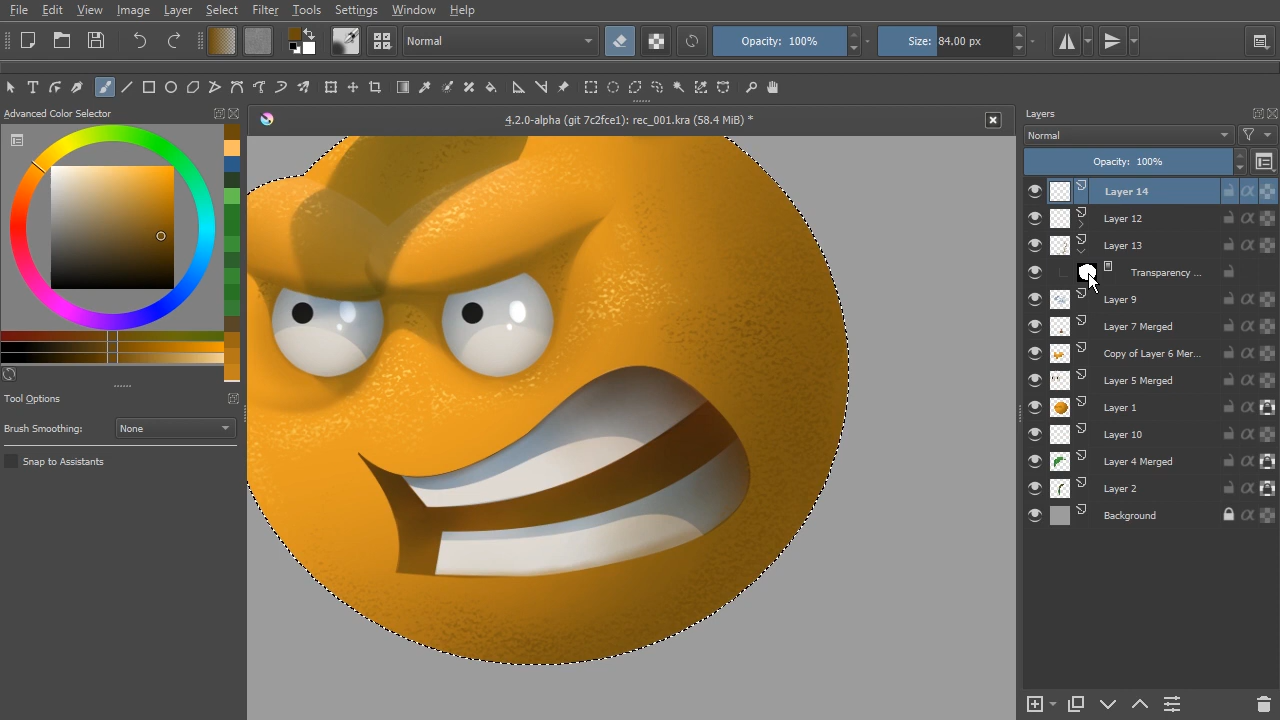 File Edit View Image Layer Select Filter Tools Settings Window Help
Normal Opacity: 100% Size: 84.00 px
Advanced Color Selector
4.2.0-alpha (git 7c2fce1): rec_001.kra (58.4 MiB) *
Layers
Normal
Opacity: 100%
Layer 14
Layer 12
Layer 13
Transparency ...
Layer 9
Layer 7 Merged
Copy of Layer 6 Mer...
Layer 5 Merged
Layer 1
Layer 10
Layer 4 Merged
Layer 2
Background
Tool Options
Brush Smoothing: None
Snap to Assistants